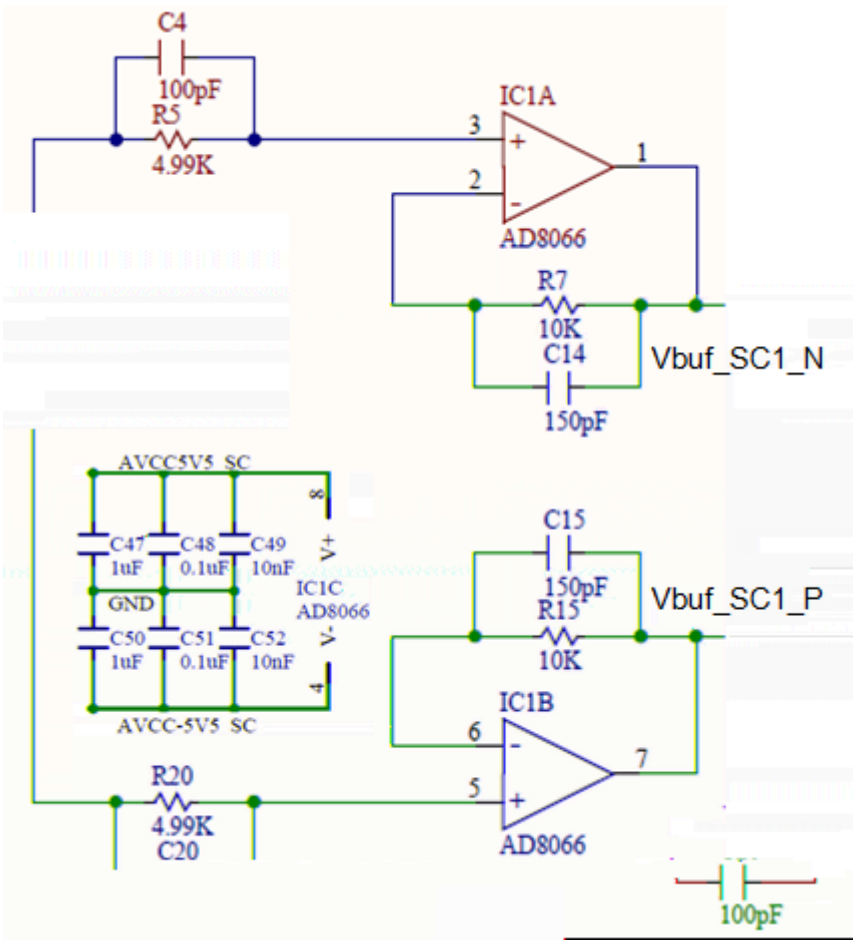 C4
100pF
R5
4.99K
IC1A
3
+
1
2
-
AD8066
R7
10K
C14
150pF
Vbuf_SC1_N
AVCC5V5 SC
8
V+
C47
1uF
C48
0.1uF
C49
10nF
GND
IC1C
AD8066
C50
1uF
C51
0.1uF
C52
10nF
V-
4
AVCC-5V5 SC
C15
150pF
R15
10K
Vbuf_SC1_P
IC1B
6
-
7
5
+
AD8066
R20
4.99K
C20
100pF